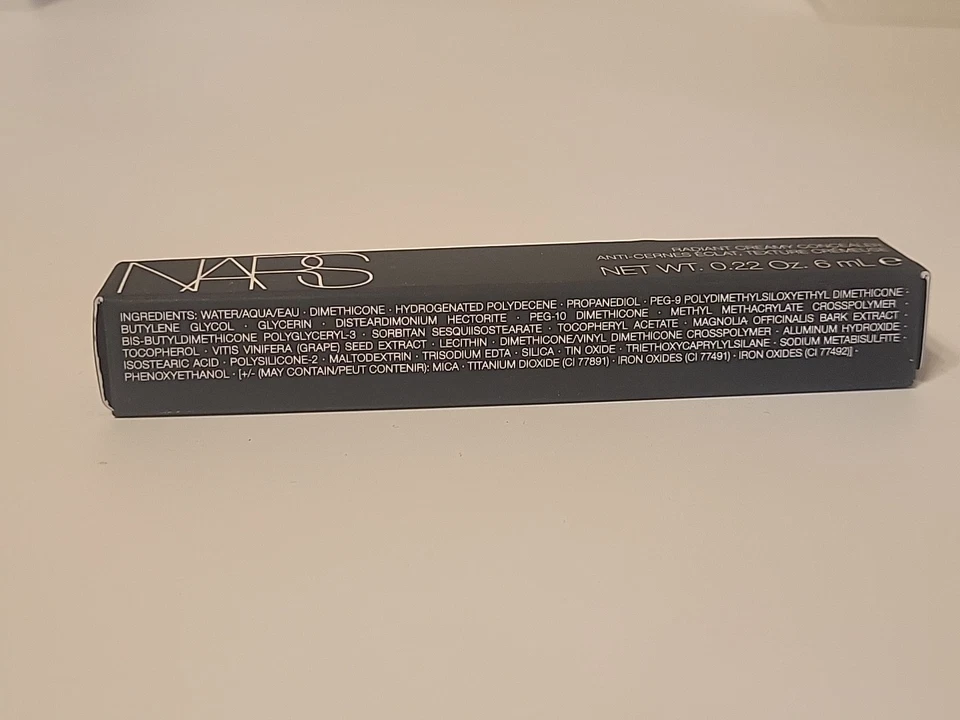 NARS
RADIANT CREAMY CONCEALER
ANTI-CERNES ÉCLAT, TEXTURE CRÉMEUSE
NET WT. 0.22 Oz. 6 mL ℮
INGREDIENTS: WATER/AQUA/EAU · DIMETHICONE · HYDROGENATED POLYDECENE · PROPANEDIOL · PEG-9 POLYDIMETHYLSILOXYETHYL DIMETHICONE ·
BUTYLENE GLYCOL · GLYCERIN · DISTEARDIMONIUM HECTORITE · PEG-10 DIMETHICONE · METHYL METHACRYLATE CROSSPOLYMER ·
BIS-BUTYLDIMETHICONE POLYGLYCERYL-3 · SORBITAN SESQUIISOSTEARATE · TOCOPHERYL ACETATE · MAGNOLIA OFFICINALIS BARK EXTRACT ·
TOCOPHEROL · VITIS VINIFERA (GRAPE) SEED EXTRACT · LECITHIN · DIMETHICONE/VINYL DIMETHICONE CROSSPOLYMER · ALUMINUM HYDROXIDE ·
ISOSTEARIC ACID · POLYSILICONE-2 · MALTODEXTRIN · TRISODIUM EDTA · SILICA · TIN OXIDE · TRIETHOXYCAPRYLYLSILANE · SODIUM METABISULFITE ·
PHENOXYETHANOL · [+/- (MAY CONTAIN/PEUT CONTENIR): MICA · TITANIUM DIOXIDE (CI 77891) · IRON OXIDES (CI 77491) · IRON OXIDES (CI 77492)] ·